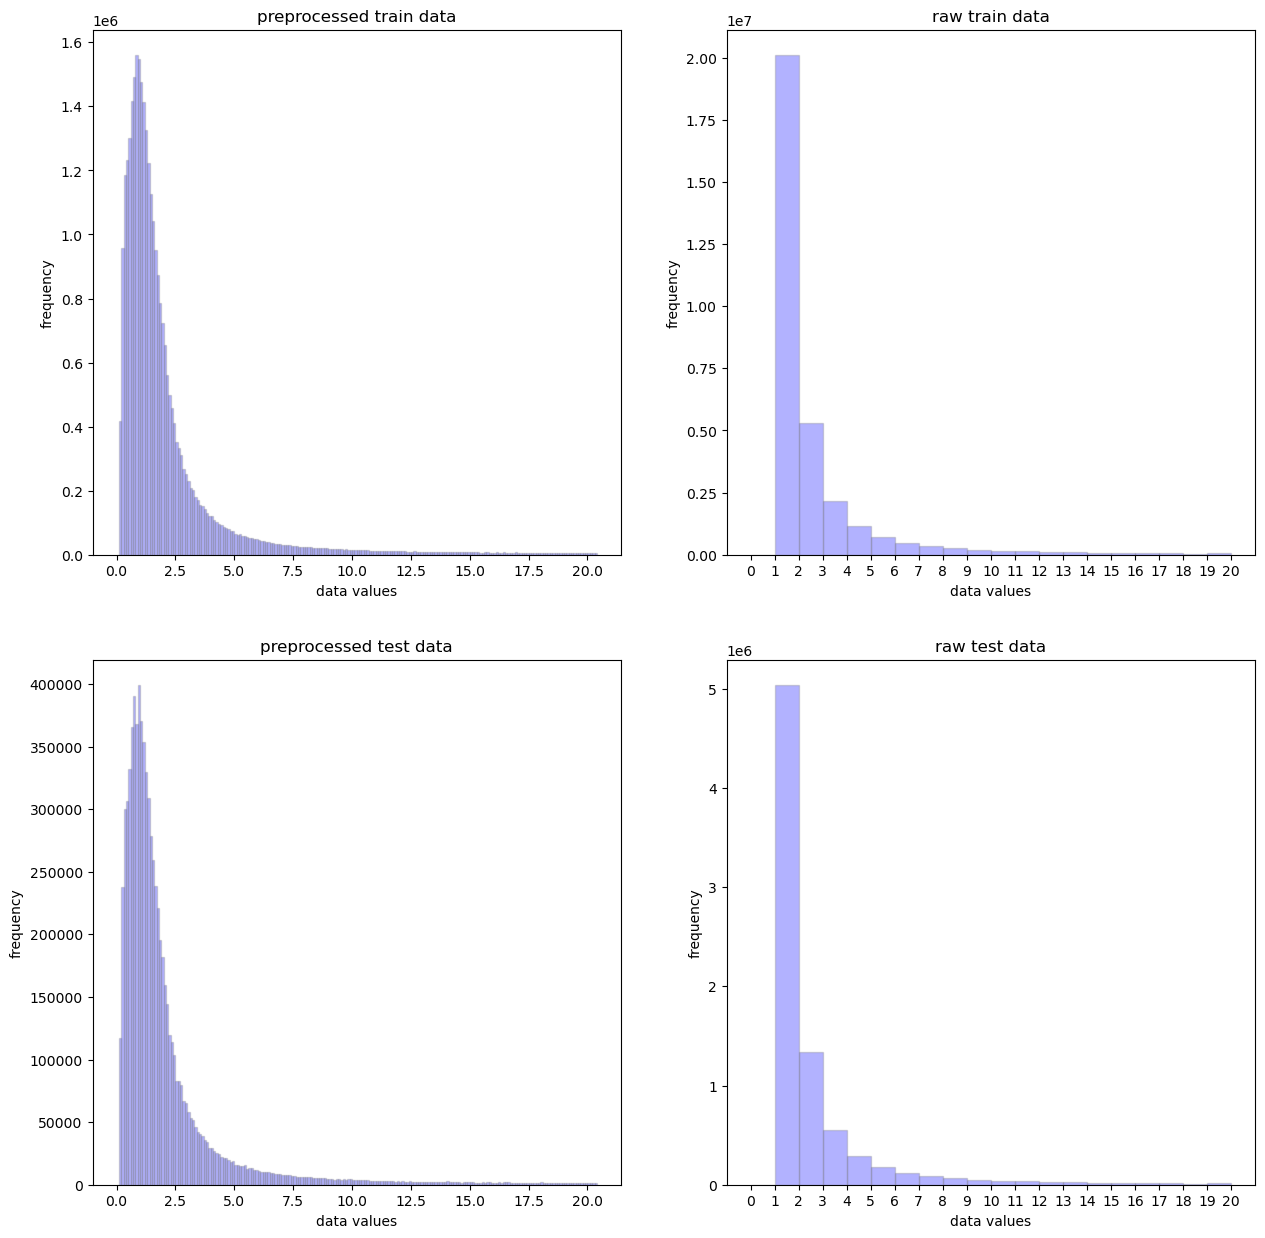 preprocessed train data
1e6
1.6
1.4
1.2
1.0
0.8
0.6
0.4
0.2
0.0
frequency
0.0 2.5 5.0 7.5 10.0 12.5 15.0 17.5 20.0
data values
raw train data
1e7
2.00
1.75
1.50
1.25
1.00
0.75
0.50
0.25
0.00
frequency
0 1 2 3 4 5 6 7 8 9 10 11 12 13 14 15 16 17 18 19 20
data values
preprocessed test data
400000
350000
300000
250000
200000
150000
100000
50000
0
frequency
0.0 2.5 5.0 7.5 10.0 12.5 15.0 17.5 20.0
data values
raw test data
1e6
5
4
3
2
1
0
frequency
0 1 2 3 4 5 6 7 8 9 10 11 12 13 14 15 16 17 18 19 20
data values